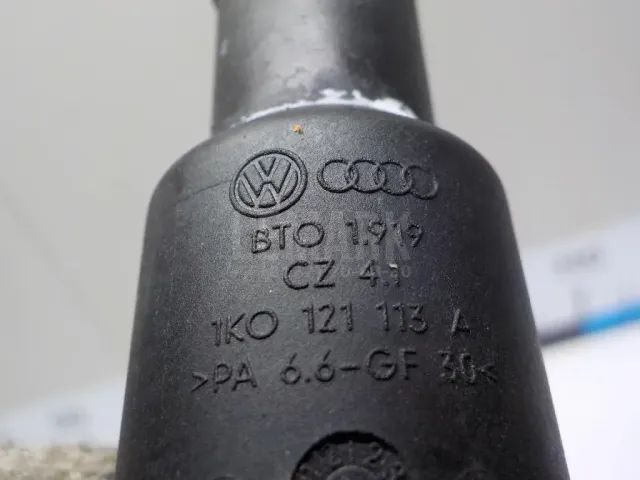 VW
BTO 1.919
CZ 4.1
1K0 121 113 A
>PA 6.6-GF 30<